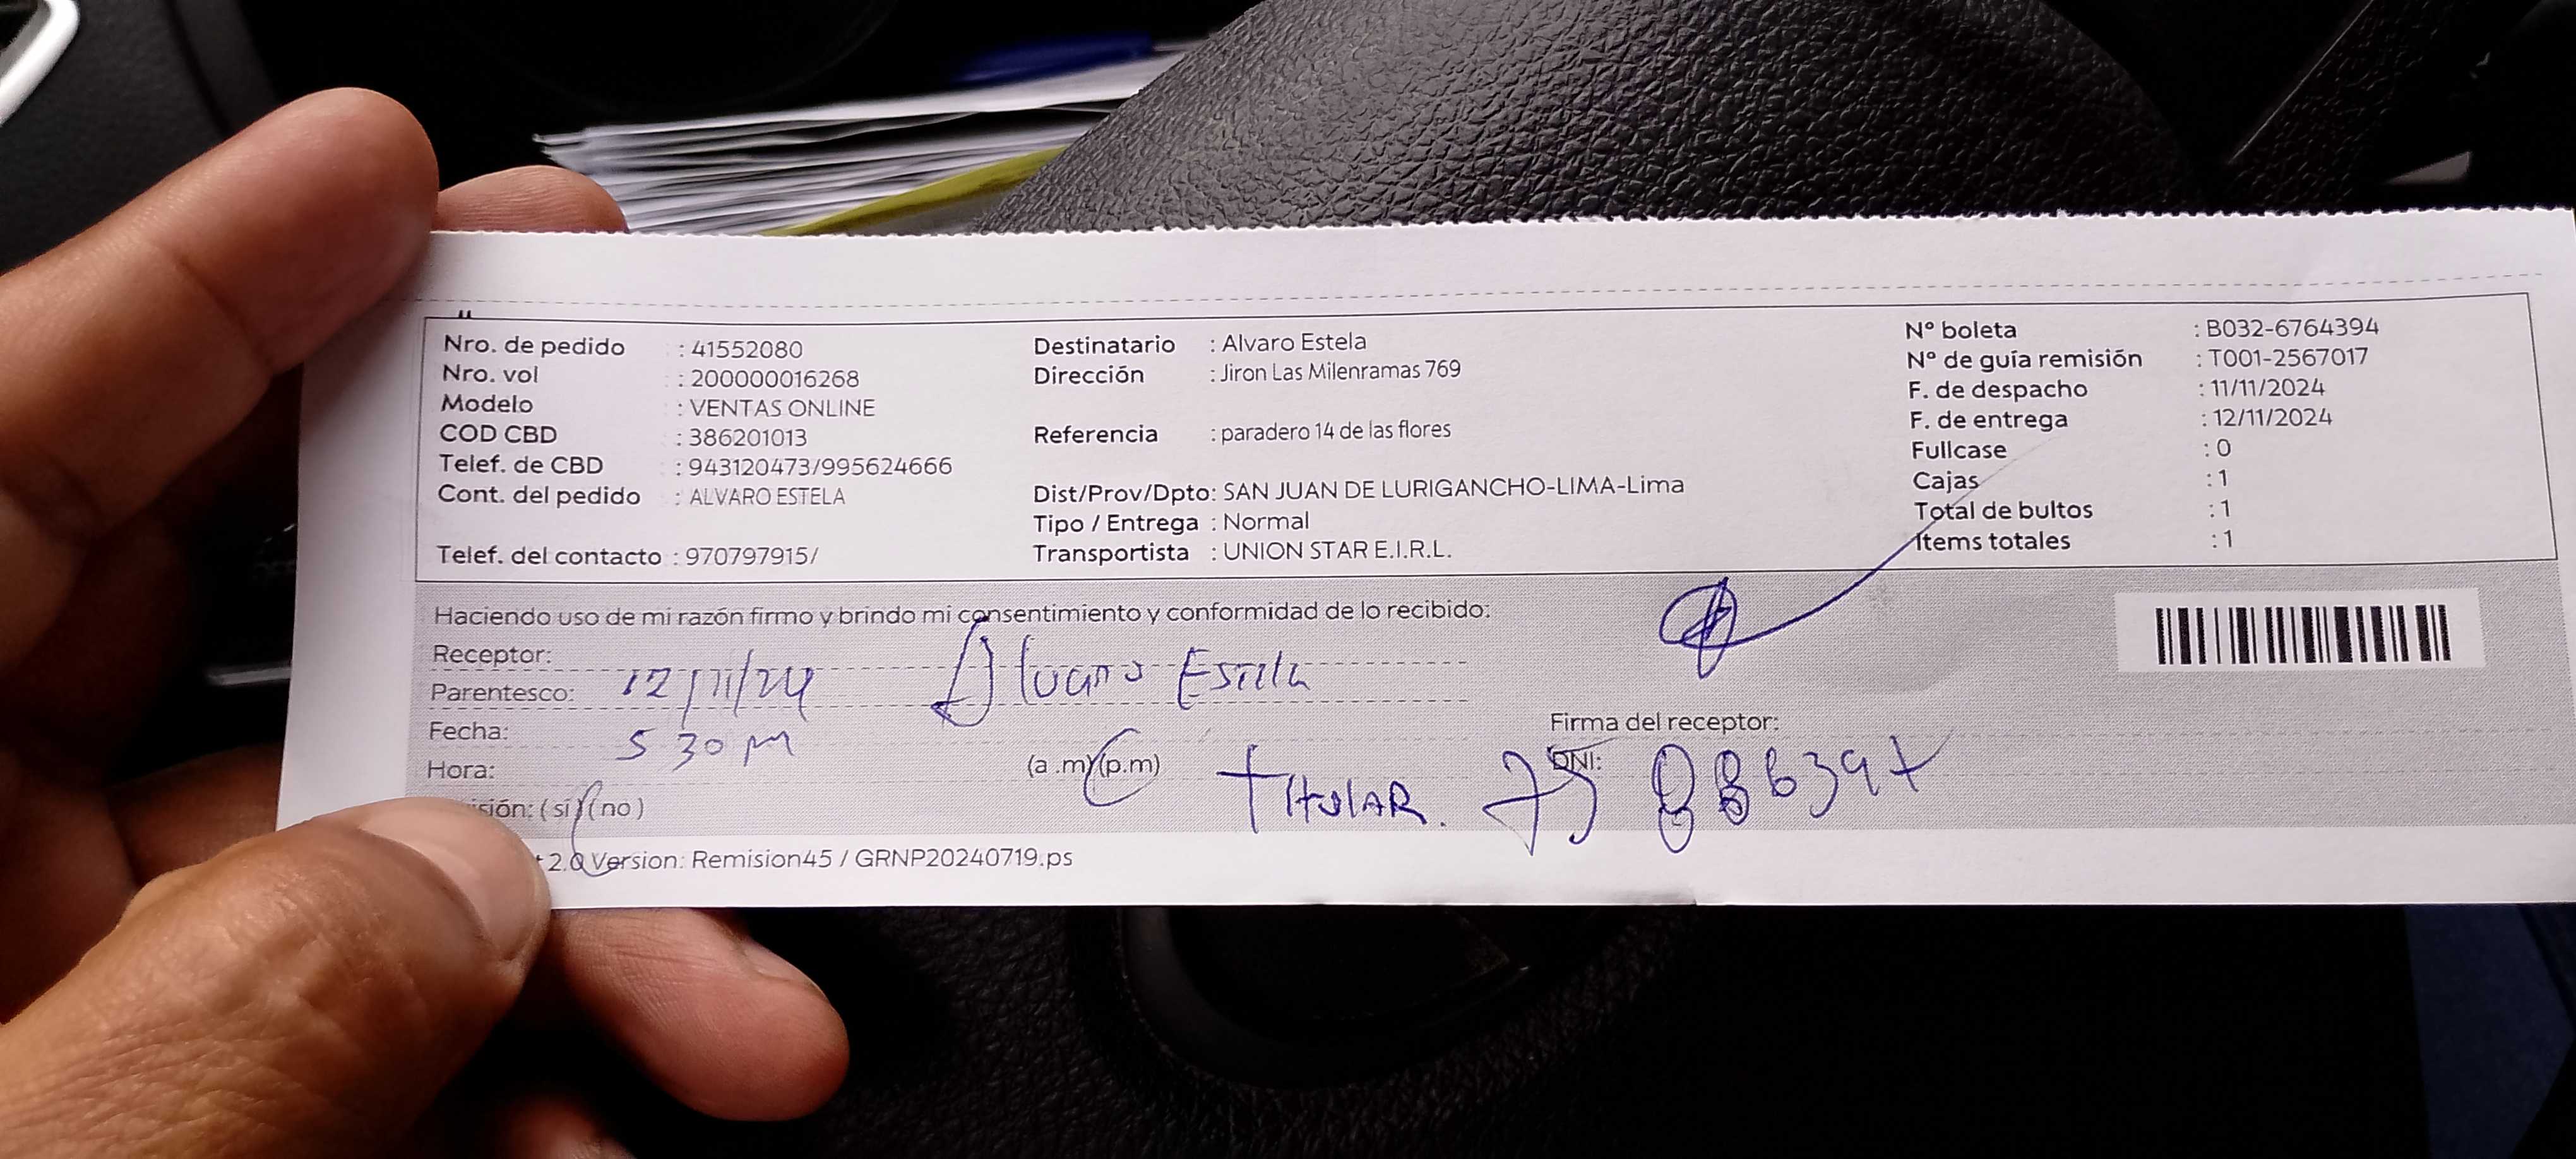 Nro. de pedido : 41552080
Nro. vol : 200000016268
Modelo : VENTAS ONLINE
COD CBD : 386201013
Telef. de CBD : 943120473/995624666
Cont. del pedido : ALVARO ESTELA
Telef. del contacto : 970797915/
Destinatario : Alvaro Estela
Dirección : Jiron Las Milenramas 769
Referencia : paradero 14 de las flores
Dist/Prov/Dpto: SAN JUAN DE LURIGANCHO-LIMA-Lima
Tipo / Entrega : Normal
Transportista : UNION STAR E.I.R.L.
N° boleta : B032-6764394
N° de guía remisión : T001-2567017
F. de despacho : 11/11/2024
F. de entrega : 12/11/2024
Fullcase : 0
Cajas : 1
Total de bultos : 1
Ítems totales : 1
Haciendo uso de mi razón firmo y brindo mi consentimiento y conformidad de lo recibido:
Receptor: Alvaro Estela
Parentesco: 12/11/24
Fecha:
5 30 pm
Hora: (a .m)(p.m) TITULAR.
Firma del receptor:
DNI:
(si)(no)
2.0 Version: Remision45 / GRNP20240719.ps